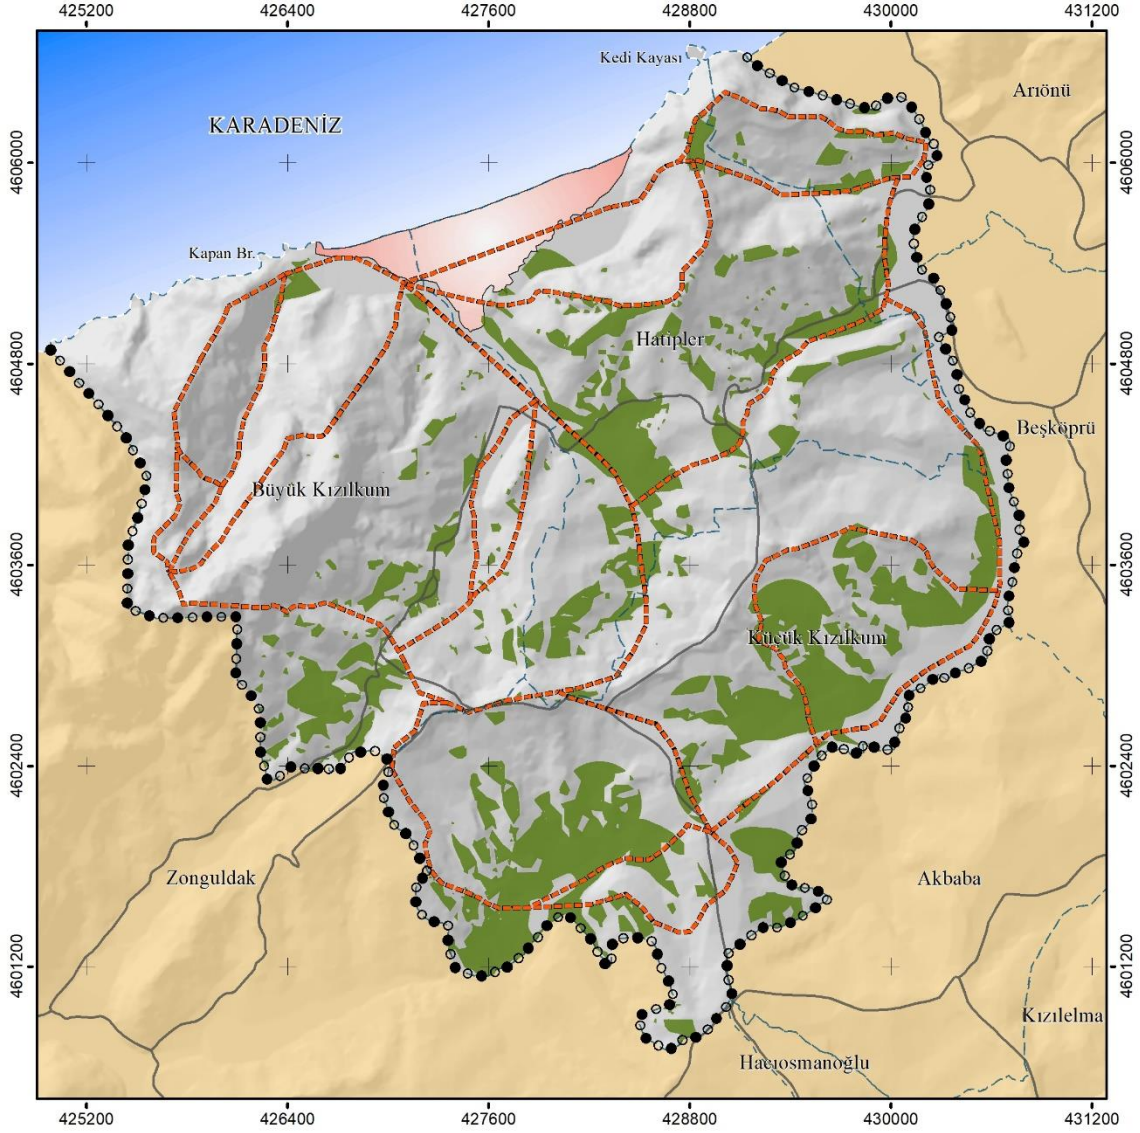 425200 426400 427600 428800 430000 431200
Kedi Kayası
Arıönü
KARADENİZ
4606000 4606000
Kapan Br.
Hatipler
4604800 4604800
Beşköprü
Büyük Kızılkum
4603600 4603600
Küçük Kızılkum
4602400 4602400
Zonguldak
Akbaba
4601200 4601200
Kızılelma
Hacıosmanoğlu
425200 426400 427600 428800 430000 431200